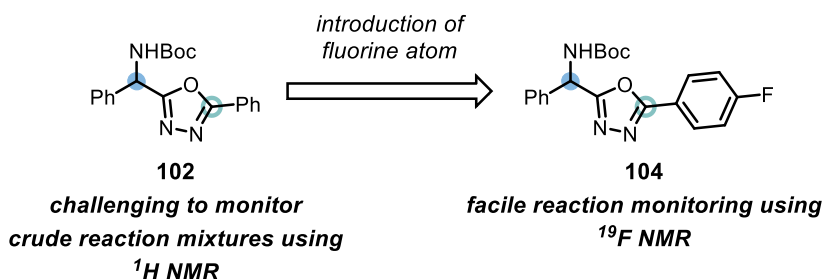 introduction of
fluorine atom
NHBoc
Ph
O
Ph
N
N
102
challenging to monitor
crude reaction mixtures using
¹H NMR
NHBoc
Ph
O
N
N
F
104
facile reaction monitoring using
¹⁹F NMR